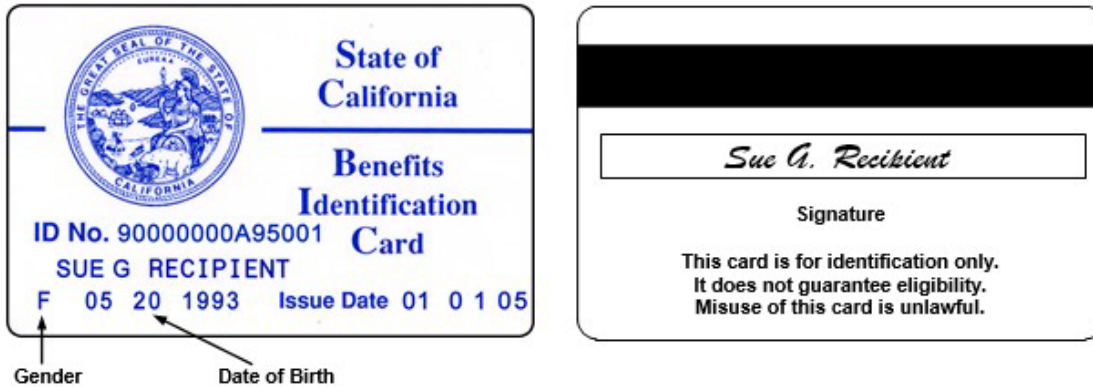 THE GREAT SEAL OF THE STATE OF CALIFORNIA
EUREKA
State of
California
Benefits
Identification
Card
ID No. 90000000A95001
SUE G RECIPIENT
F 05 20 1993 Issue Date 01 0 1 05
Gender
Date of Birth
Sue G. Recipient
Signature
This card is for identification only.
It does not guarantee eligibility.
Misuse of this card is unlawful.